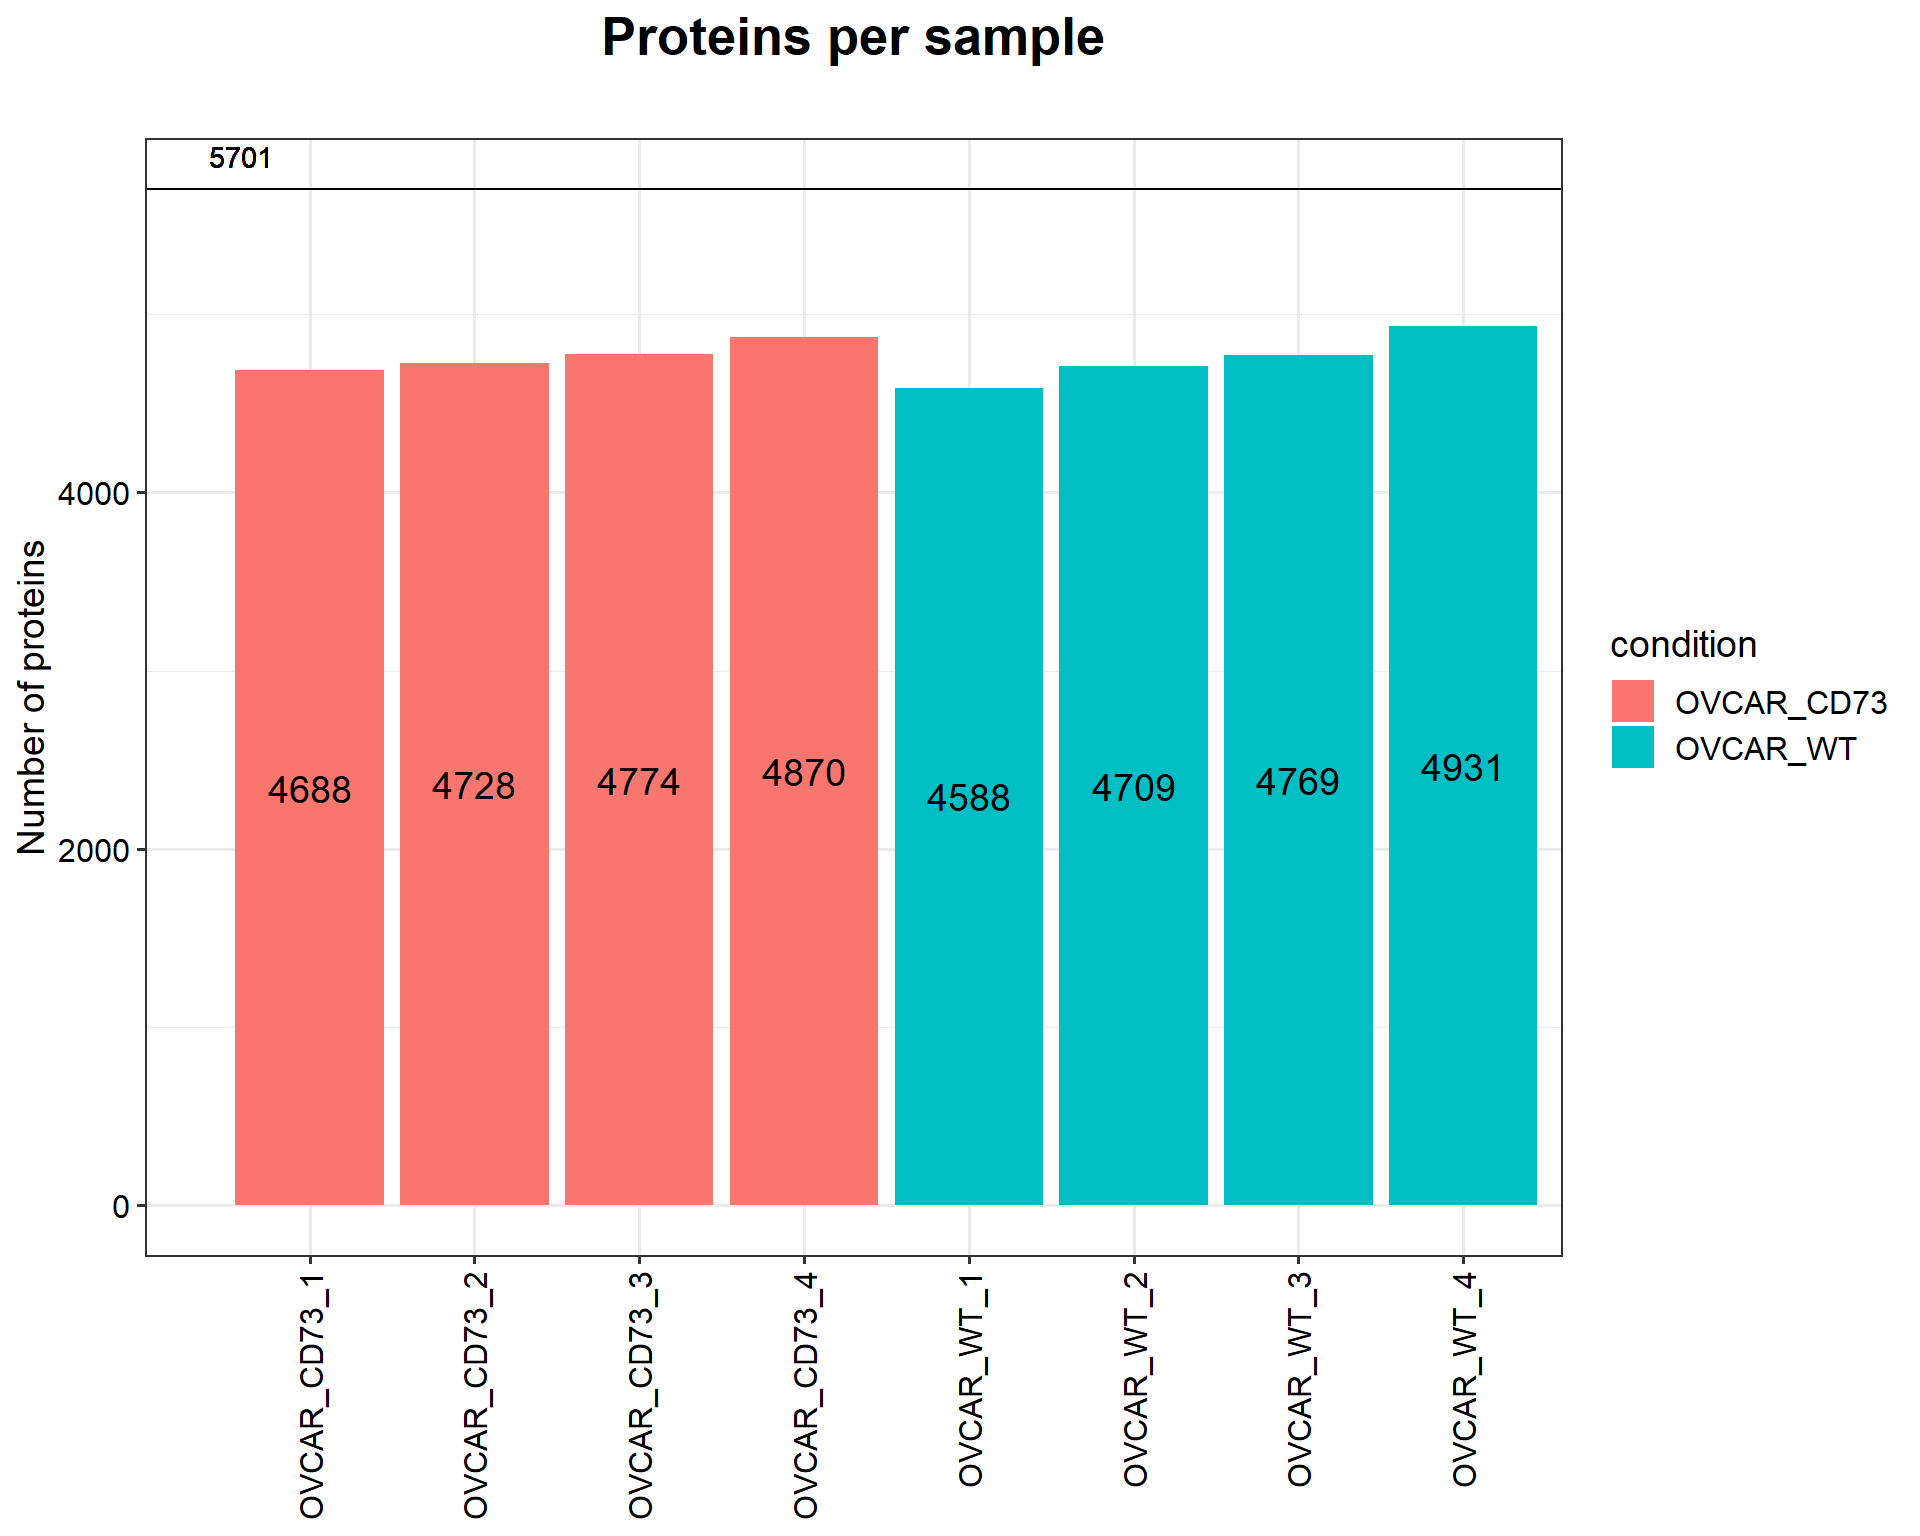 Proteins per sample
5701
Number of proteins
4000
2000
0
4688
4728
4774
4870
4588
4709
4769
4931
OVCAR_CD73_1
OVCAR_CD73_2
OVCAR_CD73_3
OVCAR_CD73_4
OVCAR_WT_1
OVCAR_WT_2
OVCAR_WT_3
OVCAR_WT_4
condition
OVCAR_CD73
OVCAR_WT